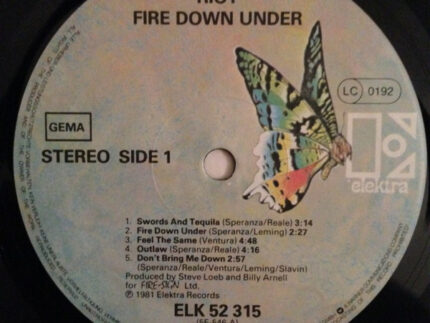 RIOT
FIRE DOWN UNDER
LC 0192
GEMA
STEREO SIDE 1
elektra
1. Swords And Tequila (Speranza/Reale) 3:14
2. Fire Down Under (Speranza/Leming) 2:27
3. Feel The Same (Ventura) 4:48
4. Outlaw (Speranza/Reale) 4:16
5. Don't Bring Me Down 2:57
(Speranza/Reale/Ventura/Leming/Slavin)
Produced by Steve Loeb and Billy Arnell
for FIRE-SIGN Ltd.
℗ 1981 Elektra Records
ELK 52 315
(5E-546-A)